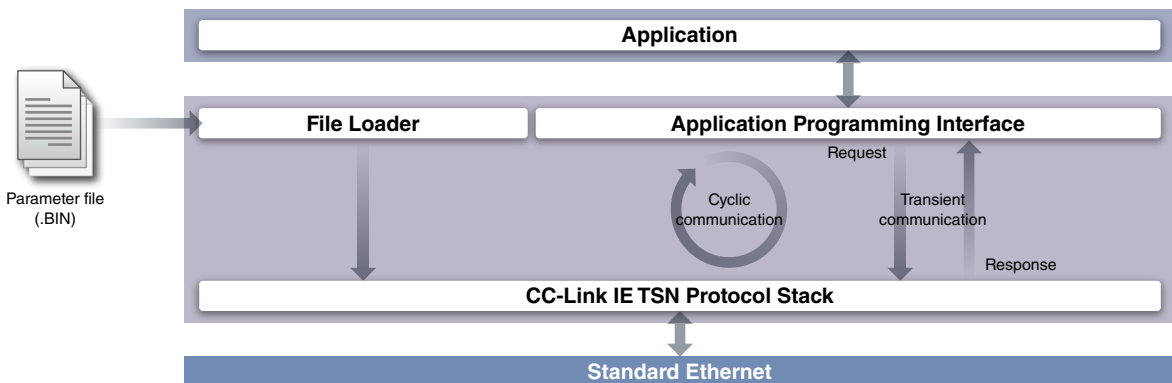 Application
File Loader
Application Programming Interface
Parameter file
(.BIN)
Request
Cyclic
communication
Transient
communication
Response
CC-Link IE TSN Protocol Stack
Standard Ethernet